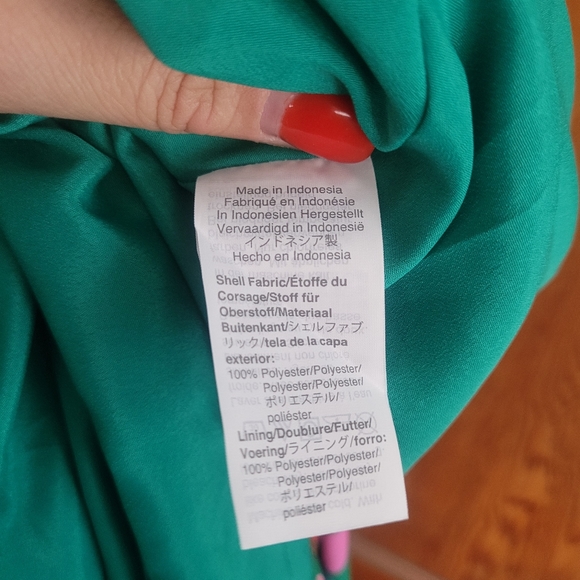 Made in Indonesia
Fabriqué en Indonésie
In Indonesien Hergestellt
Vervaardigd in Indonesië
インドネシア製
Hecho en Indonesia
Shell Fabric/Étoffe du
Corsage/Stoff für
Oberstoff/Materiaal
Buitenkant/シェルファブ
リック/tela de la capa
exterior:
100% Polyester/Polyester/
Polyester/Polyester/
ポリエステル/
poliéster
Lining/Doublure/Futter/
Voering/ライニング/forro:
100% Polyester/Polyester/
Polyester/Polyester/
ポリエステル/
poliéster